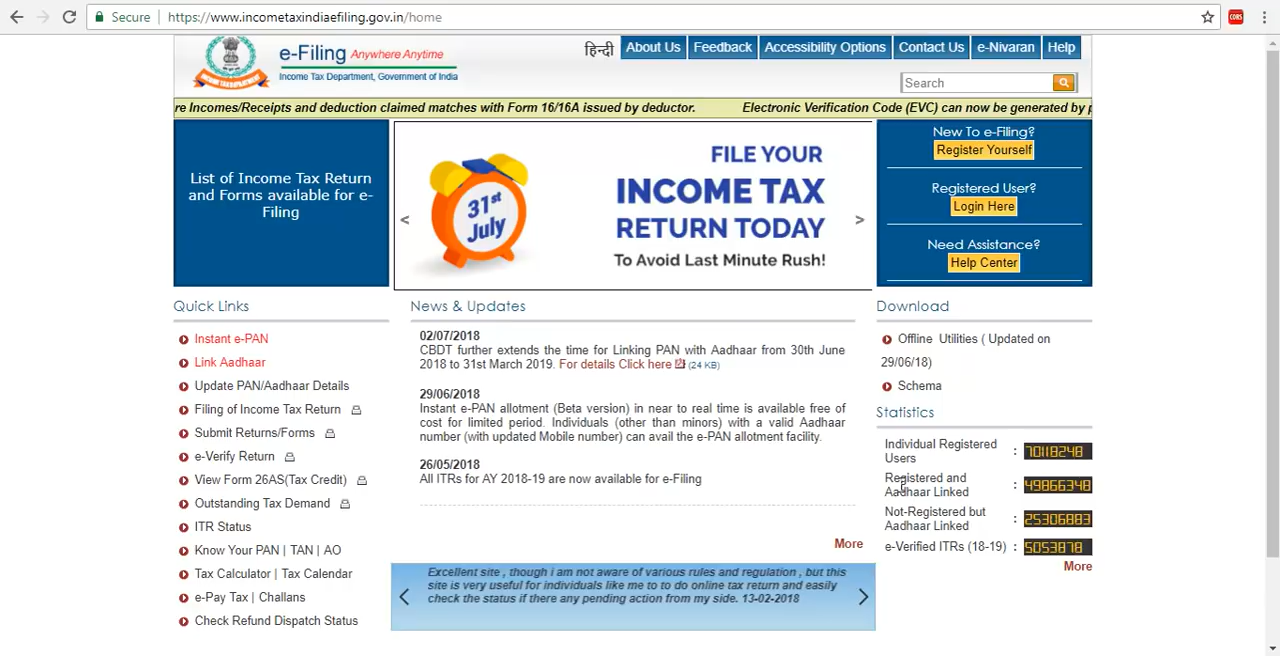 Secure
https://www.incometaxindiaefiling.gov.in/home
e-Filing Anywhere Anytime
Income Tax Department, Government of India
हिन्दी
About Us
Feedback
Accessibility Options
Contact Us
e-Nivaran
Help
Search
re Incomes/Receipts and deduction claimed matches with Form 16/16A issued by deductor. Electronic Verification Code (EVC) can now be generated by
List of Income Tax Return
and Forms available for e-
Filing
<
31st
July
FILE YOUR
INCOME TAX
RETURN TODAY
To Avoid Last Minute Rush!
>
New To e-Filing?
Register Yourself
Registered User?
Login Here
Need Assistance?
Help Center
Quick Links
Instant e-PAN
Link Aadhaar
Update PAN/Aadhaar Details
Filing of Income Tax Return
Submit Returns/Forms
e-Verify Return
View Form 26AS(Tax Credit)
Outstanding Tax Demand
ITR Status
Know Your PAN | TAN | AO
Tax Calculator | Tax Calendar
e-Pay Tax | Challans
Check Refund Dispatch Status
News & Updates
02/07/2018
CBDT further extends the time for Linking PAN with Aadhaar from 30th June
2018 to 31st March 2019. For details Click here (24 KB)
29/06/2018
Instant e-PAN allotment (Beta version) in near to real time is available free of
cost for limited period. Individuals (other than minors) with a valid Aadhaar
number (with updated Mobile number) can avail the e-PAN allotment facility.
26/05/2018
All ITRs for AY 2018-19 are now available for e-Filing
More
Excellent site , though i am not aware of various rules and regulation , but this
site is very useful for individuals like me to to do online tax return and easily
check the status if there any pending action from my side. 13-02-2018
Download
Offline Utilities ( Updated on
29/06/18)
Schema
Statistics
Individual Registered
Users : 70118248
Registered and
Aadhaar Linked : 49866348
Not-Registered but
Aadhaar Linked : 25306883
e-Verified ITRs (18-19) : 5053878
More